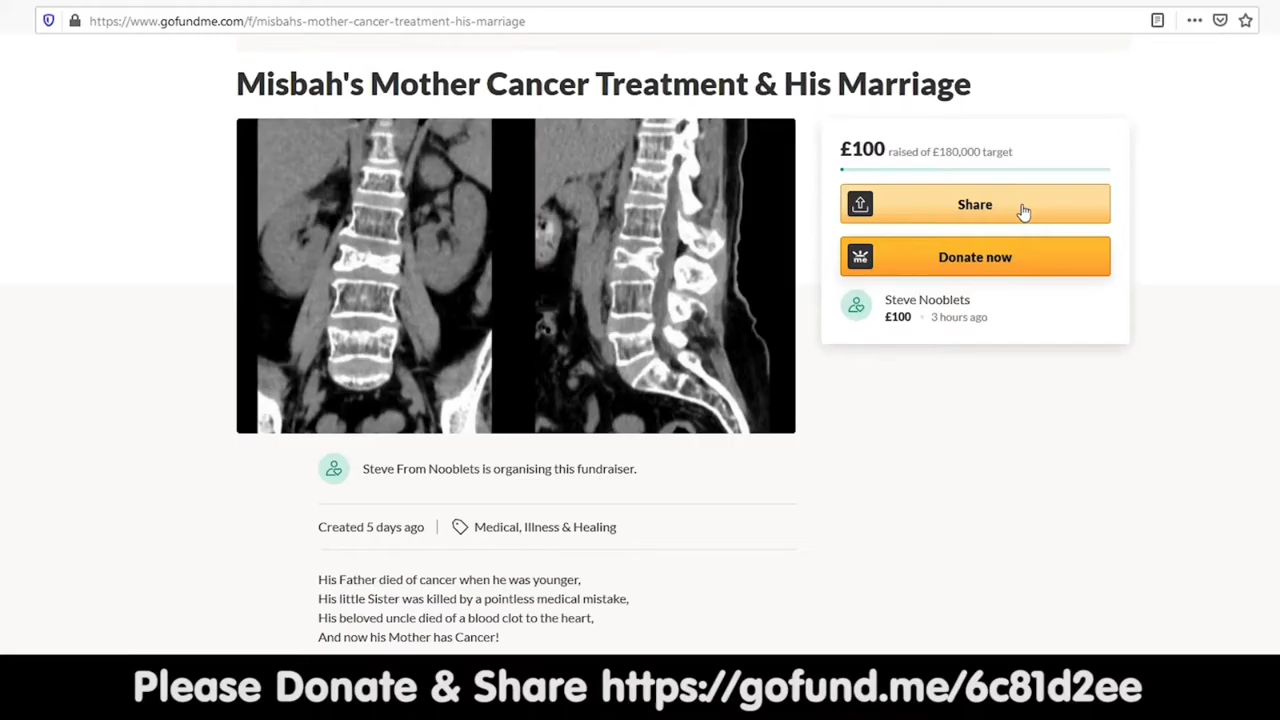 https://www.gofundme.com/f/misbahs-mother-cancer-treatment-his-marriage
Misbah's Mother Cancer Treatment & His Marriage
£100 raised of £180,000 target
Share
me
Donate now
Steve Nooblets
£100 • 3 hours ago
Steve From Nooblets is organising this fundraiser.
Created 5 days ago | Medical, Illness & Healing
His Father died of cancer when he was younger,
His little Sister was killed by a pointless medical mistake,
His beloved uncle died of a blood clot to the heart,
And now his Mother has Cancer!
Please Donate & Share https://gofund.me/6c81d2ee